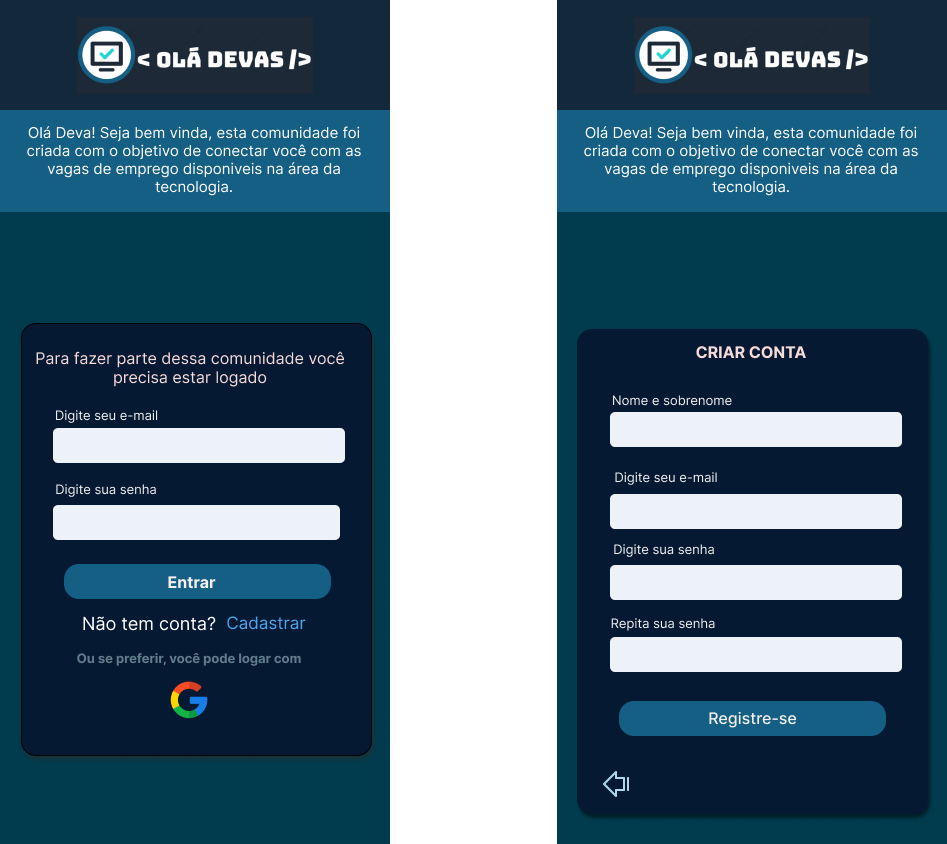 < OLÁ DEVAS />
Olá Deva! Seja bem vinda, esta comunidade foi
criada com o objetivo de conectar você com as
vagas de emprego disponiveis na área da
tecnologia.
Para fazer parte dessa comunidade você
precisa estar logado
Digite seu e-mail
Digite sua senha
Entrar
Não tem conta? Cadastrar
Ou se preferir, você pode logar com
< OLÁ DEVAS />
Olá Deva! Seja bem vinda, esta comunidade foi
criada com o objetivo de conectar você com as
vagas de emprego disponiveis na área da
tecnologia.
CRIAR CONTA
Nome e sobrenome
Digite seu e-mail
Digite sua senha
Repita sua senha
Registre-se